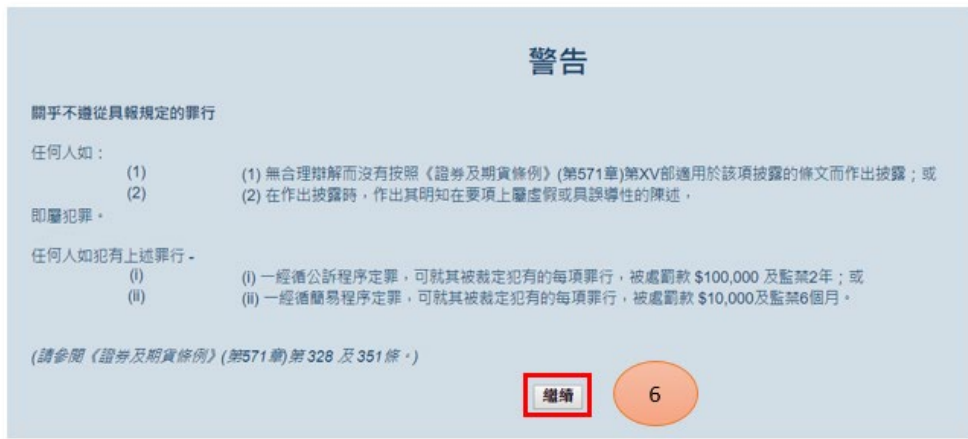 警告
關乎不遵從具報規定的罪行
任何人如：
(1) (1) 無合理辯解而沒有按照《證券及期貨條例》(第571章)第XV部適用於該項披露的條文而作出披露；或
(2) (2) 在作出披露時，作出其明知在要項上屬虛假或具誤導性的陳述，
即屬犯罪。
任何人如犯有上述罪行 -
(i) (i) 一經循公訴程序定罪，可就其被裁定犯有的每項罪行，被處罰款 $100,000 及監禁2年；或
(ii) (ii) 一經循簡易程序定罪，可就其被裁定犯有的每項罪行，被處罰款 $10,000及監禁6個月。
(請參閱《證券及期貨條例》(第571章)第 328 及 351條。)
繼續 6